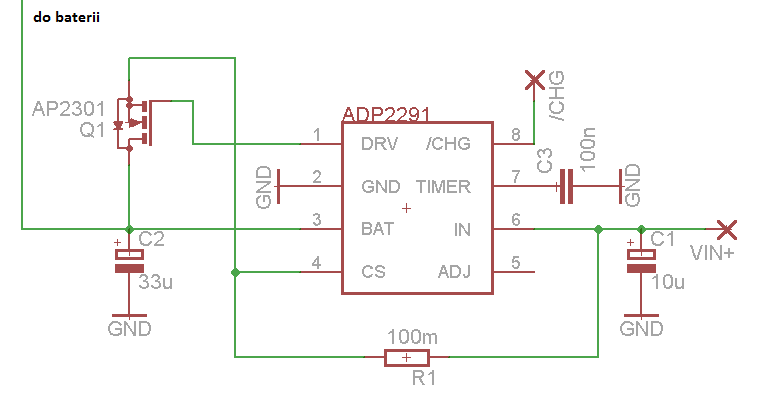 do baterii
AP2301
Q1
ADP2291
/CHG
1
DRV
/CHG
8
C3
100n
GND
2
GND
TIMER
7
GND
3
BAT
IN
6
VIN+
C2
33u
GND
4
CS
ADJ
5
C1
10u
GND
100m
R1